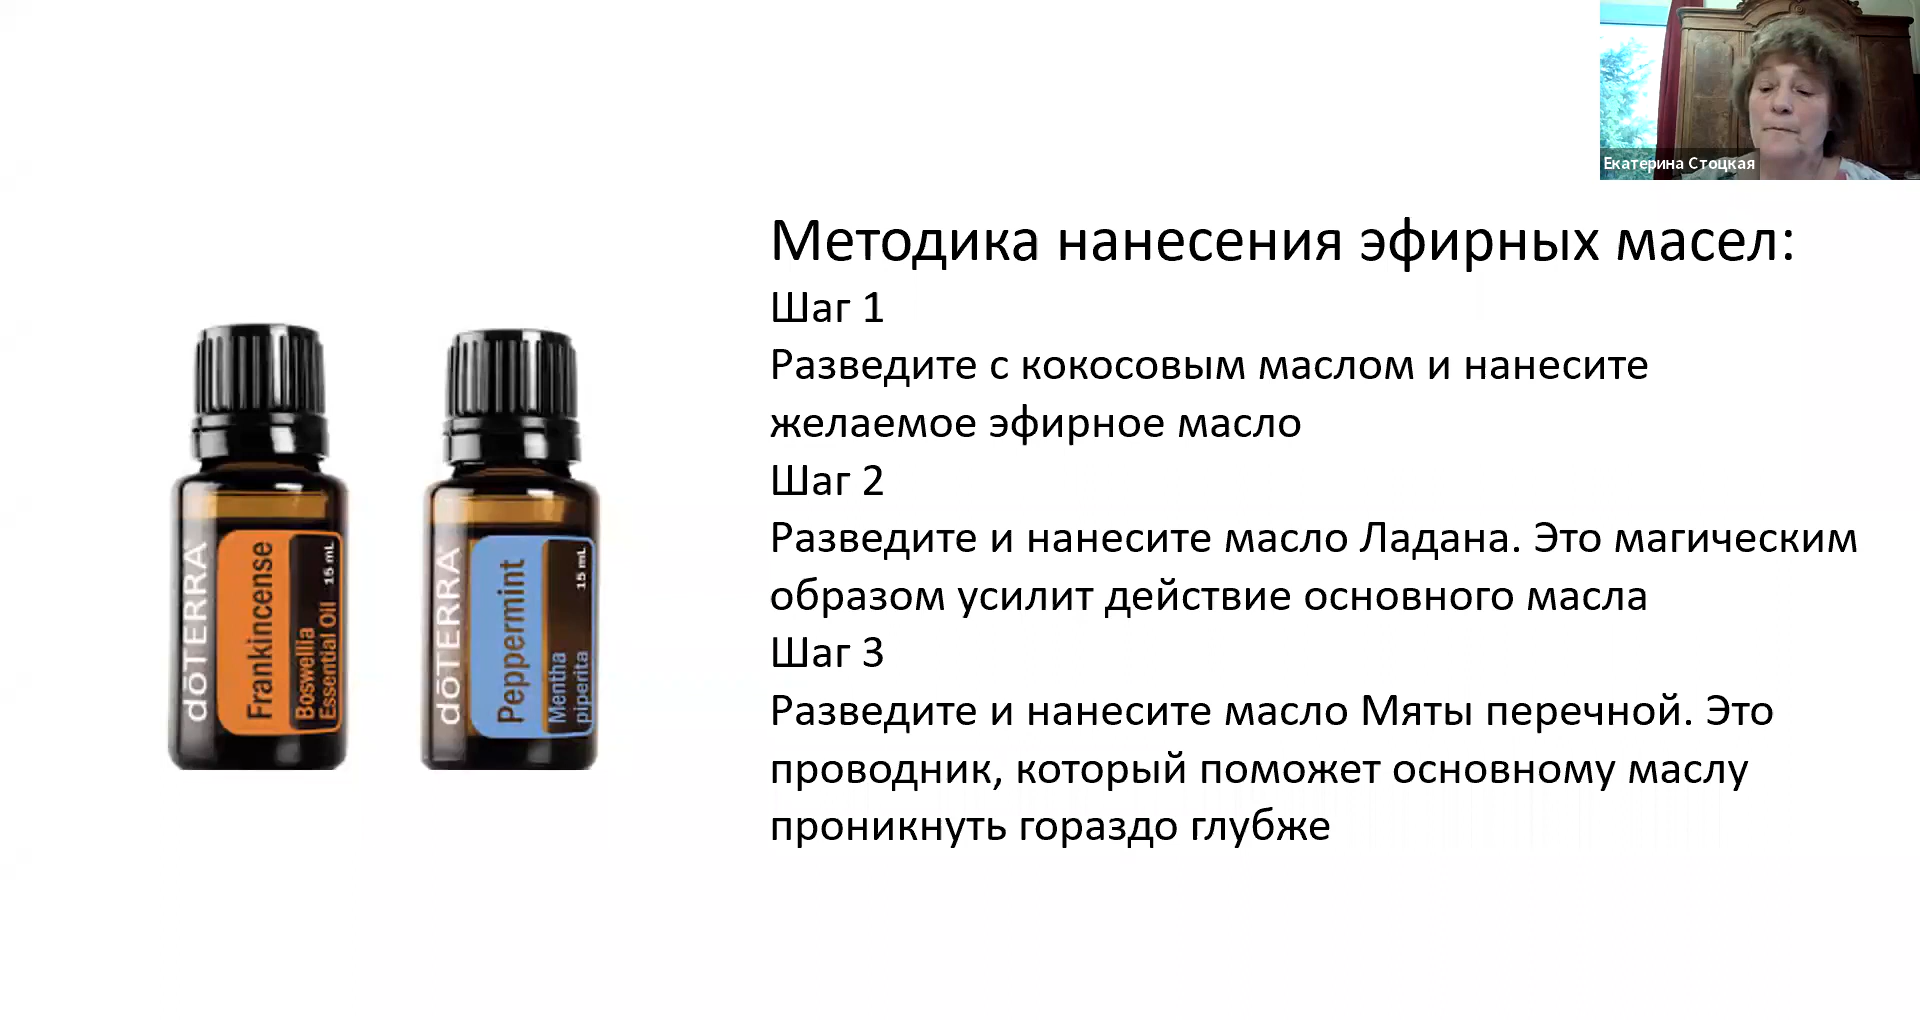 Екатерина Стоцкая
Методика нанесения эфирных масел:
Шаг 1
Разведите с кокосовым маслом и нанесите
желаемое эфирное масло
Шаг 2
Разведите и нанесите масло Ладана. Это магическим
образом усилит действие основного масла
Шаг 3
Разведите и нанесите масло Мяты перечной. Это
проводник, который поможет основному маслу
проникнуть гораздо глубже
dōTERRA
Frankincense
Boswellia
Essential Oil 15 mL
dōTERRA
Peppermint
Mentha
piperita
15 mL